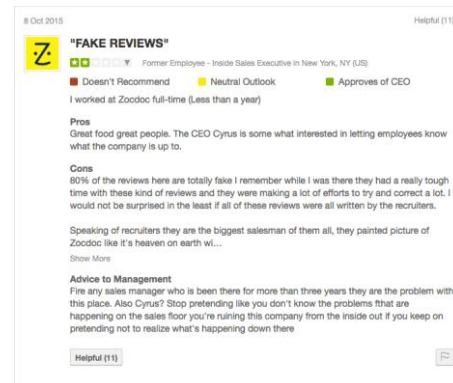 8 Oct 2015 Helpful (11)
"FAKE REVIEWS"
Former Employee - Inside Sales Executive in New York, NY (US)
Doesn't Recommend Neutral Outlook Approves of CEO
I worked at Zocdoc full-time (Less than a year)
Pros
Great food great people. The CEO Cyrus is some what interested in letting employees know
what the company is up to.
Cons
80% of the reviews here are totally fake I remember while I was there they had a really tough
time with these kind of reviews and they were making a lot of efforts to try and correct a lot. I
would not be surprised in the least if all of these reviews were all written by the recruiters.
Speaking of recruiters they are the biggest salesman of them all, they painted picture of
Zocdoc like it's heaven on earth wi...
Show More
Advice to Management
Fire any sales manager who is been there for more than three years they are the problem with
this place. Also Cyrus? Stop pretending like you don't know the problems fthat are
happening on the sales floor you're ruining this company from the inside out if you keep on
pretending not to realize what's happening down there
Helpful (11)